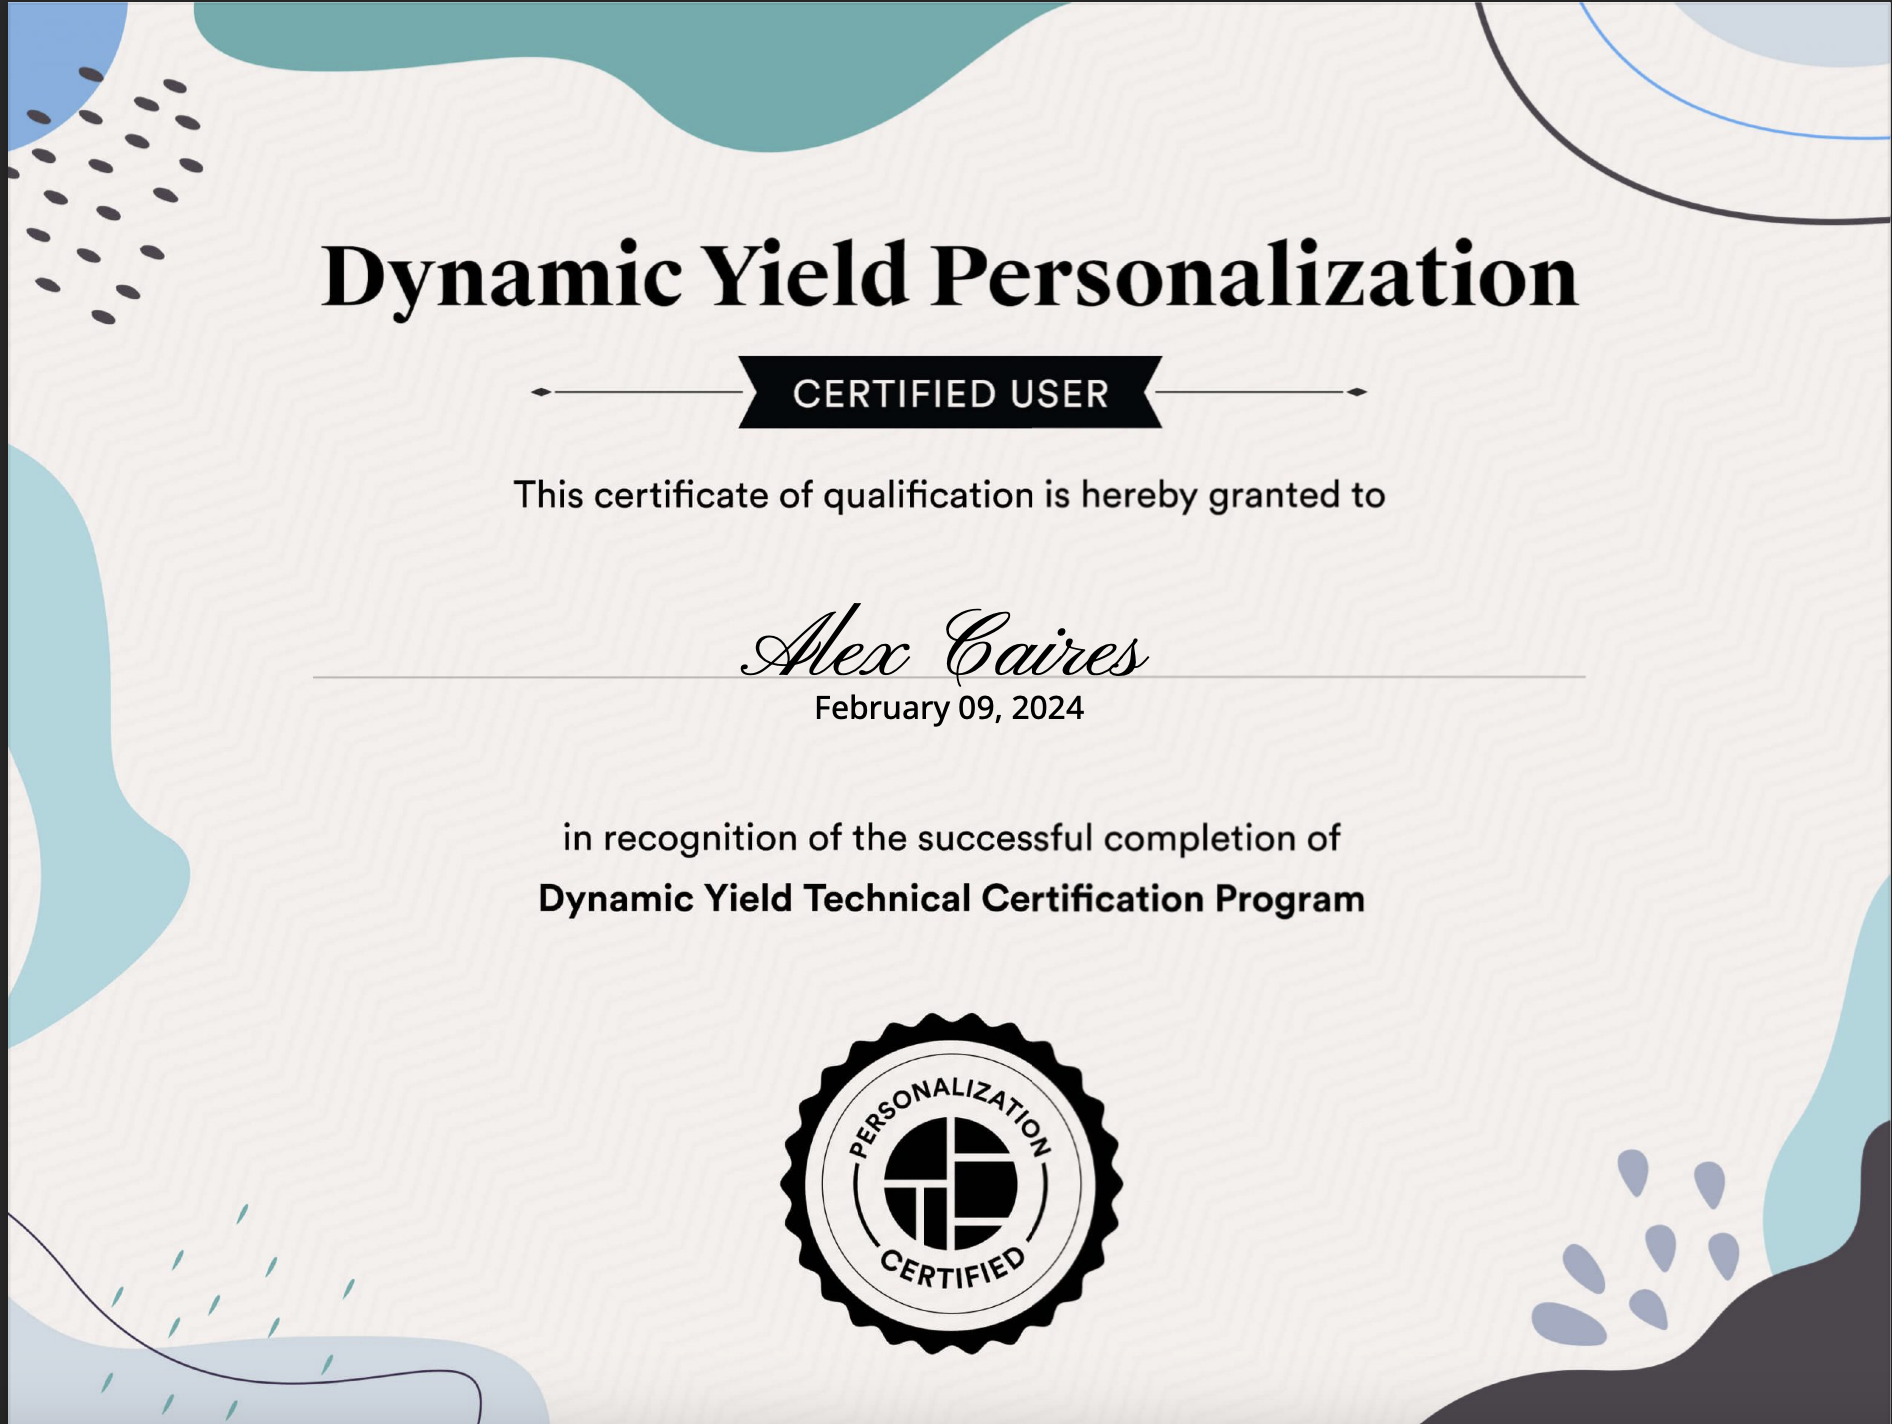 Dynamic Yield Personalization
CERTIFIED USER
This certificate of qualification is hereby granted to
Alex Caires
February 09, 2024
in recognition of the successful completion of
Dynamic Yield Technical Certification Program
PERSONALIZATION
CERTIFIED